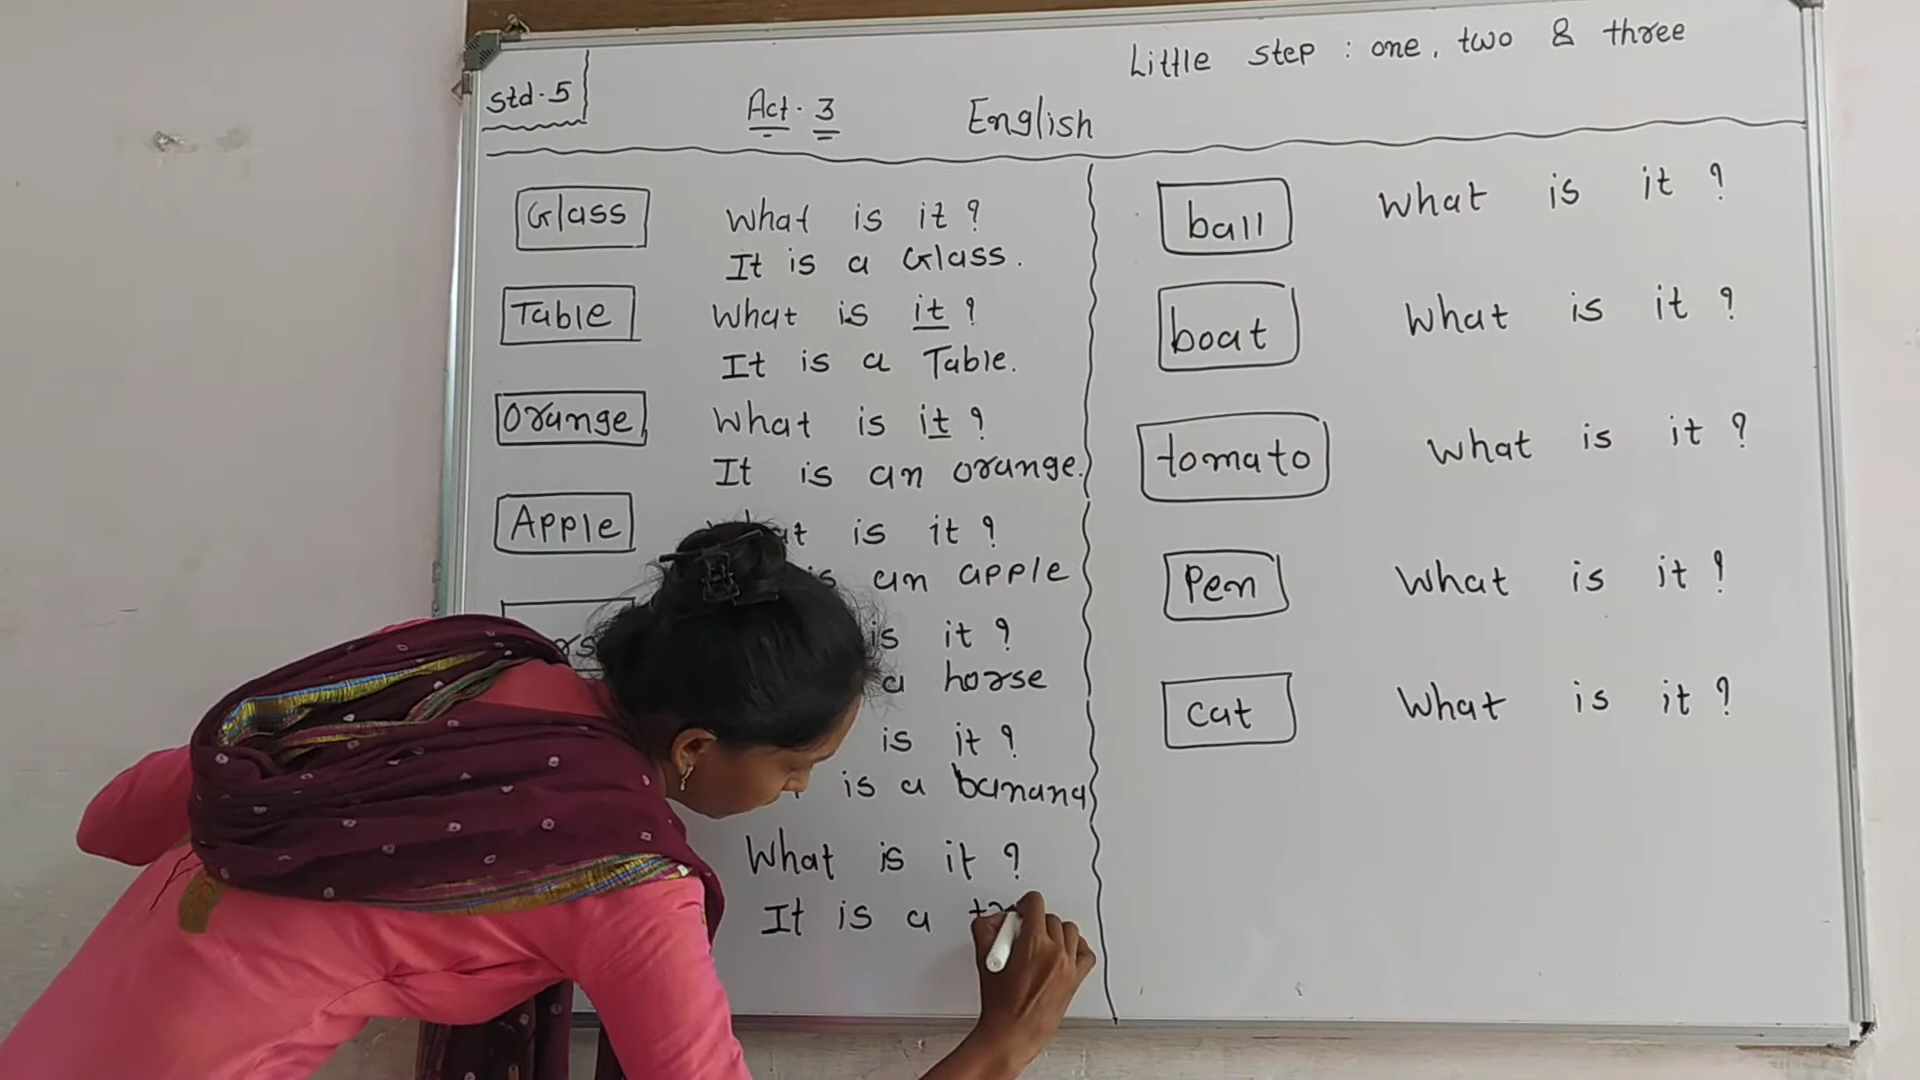 Little step : one, two & three
Std-5
Act. 3
English
Glass
What is it ?
It is a Glass.
Table
What is it ?
It is a Table.
Orange
What is it ?
It is an orange.
Apple
is it ?
an apple
is it ?
a horse
is it ?
is a banana
What is it ?
It is a
ball
What is it ?
boat
What is it ?
tomato
What is it ?
Pen
What is it ?
cat
What is it ?